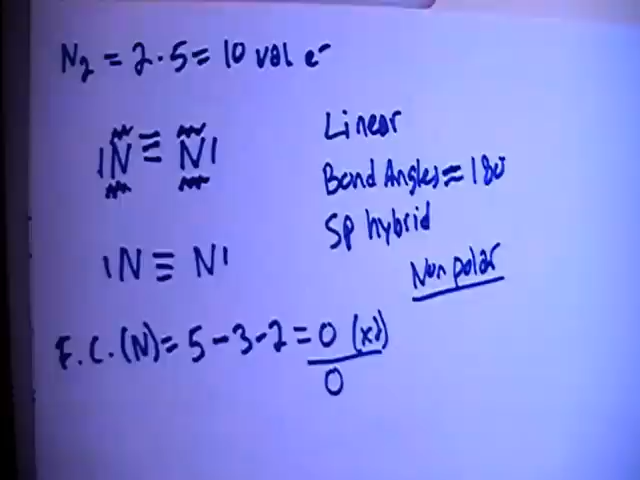 N₂ = 2·5 = 10 val e⁻
|N ≡ N|
Linear
Bond Angles ≈ 180°
SP hybrid
Non polar
|N ≡ N|
F.C.(N) = 5-3-2 = 0 (x2)
0